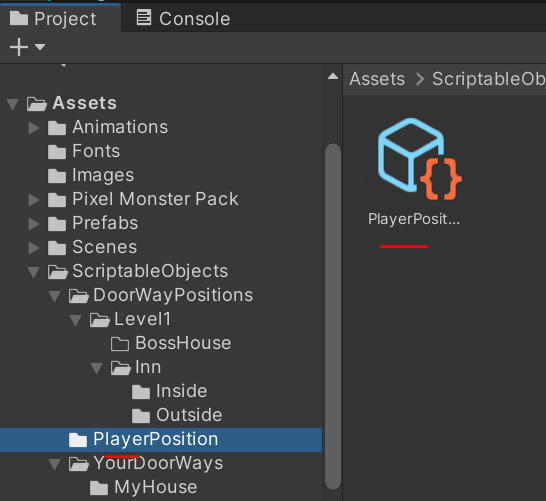 Project
Console
Assets
Animations
Fonts
Images
Pixel Monster Pack
Prefabs
Scenes
ScriptableObjects
DoorWayPositions
Level1
BossHouse
Inn
Inside
Outside
PlayerPosition
YourDoorWays
MyHouse
Assets > ScriptableOb
PlayerPosit...